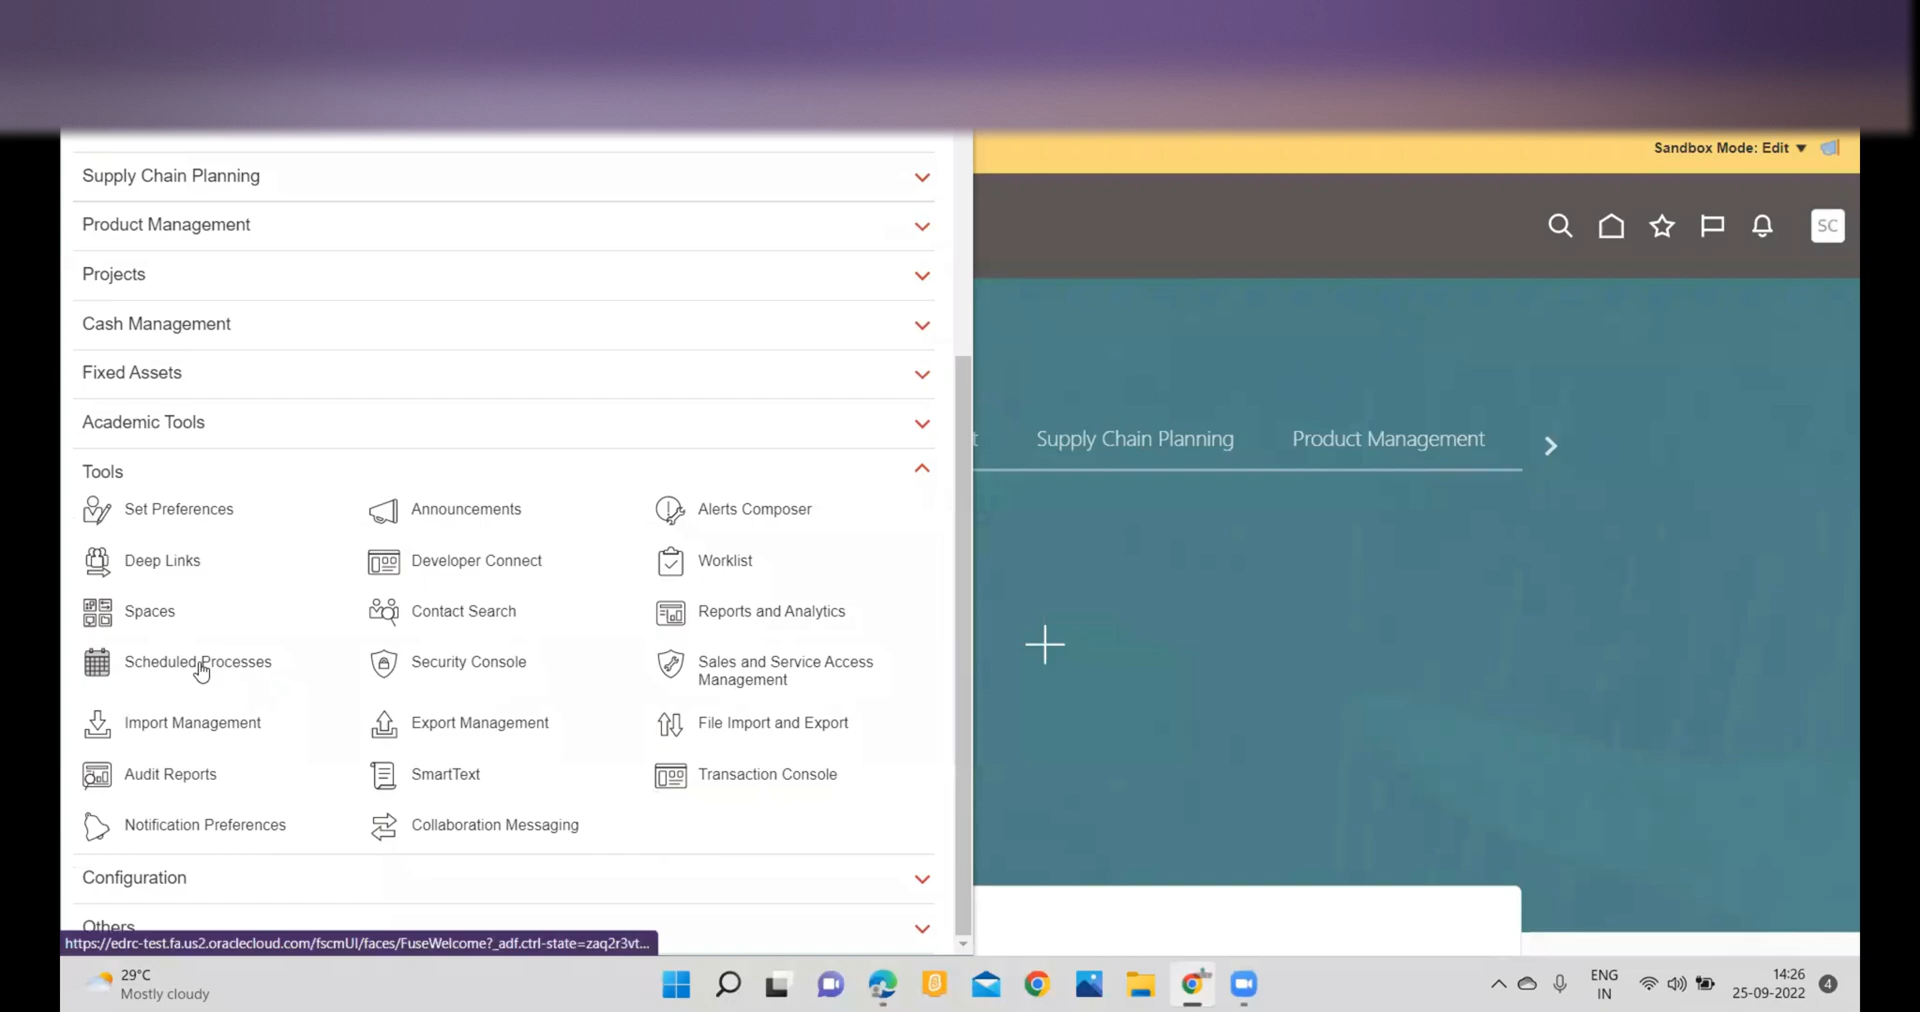 Sandbox Mode: Edit
SC
Supply Chain Planning
Product Management
Projects
Cash Management
Fixed Assets
Academic Tools
Tools
Set Preferences
Announcements
Alerts Composer
Deep Links
Developer Connect
Worklist
Spaces
Contact Search
Reports and Analytics
Scheduled Processes
Security Console
Sales and Service Access
Management
Import Management
Export Management
File Import and Export
Audit Reports
SmartText
Transaction Console
Notification Preferences
Collaboration Messaging
Configuration
Others
https://edrc-test.fa.us2.oraclecloud.com/fscmUI/faces/FuseWelcome?_adf.ctrl-state=zaq2r3vt...
t
Supply Chain Planning
Product Management
29°C
Mostly cloudy
ENG
IN
14:26
25-09-2022
4